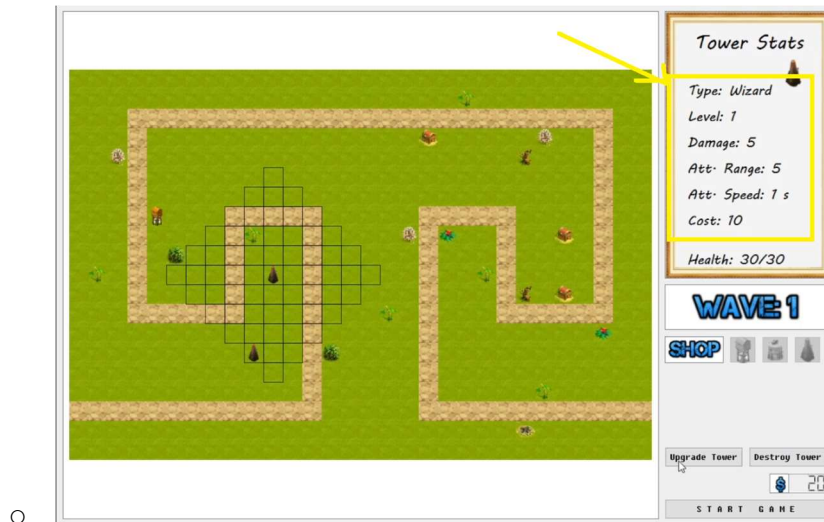 Tower Stats
Type: Wizard
Level: 1
Damage: 5
Att. Range: 5
Att. Speed: 1 s
Cost: 10
Health: 30/30
WAVE: 1
SHOP
Upgrade Tower Destroy Tower
$ 20
START GAME